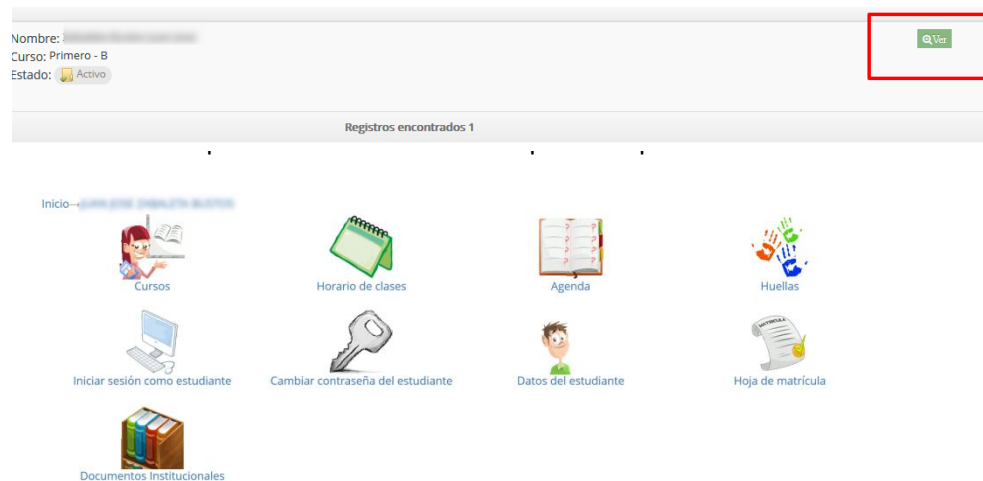 Nombre:
Ver
Curso: Primero - B
Estado: Activo
Registros encontrados 1
Inicio→
Cursos
Horario de clases
Agenda
Huellas
MATRICULA
Iniciar sesión como estudiante
Cambiar contraseña del estudiante
Datos del estudiante
Hoja de matrícula
Documentos Institucionales